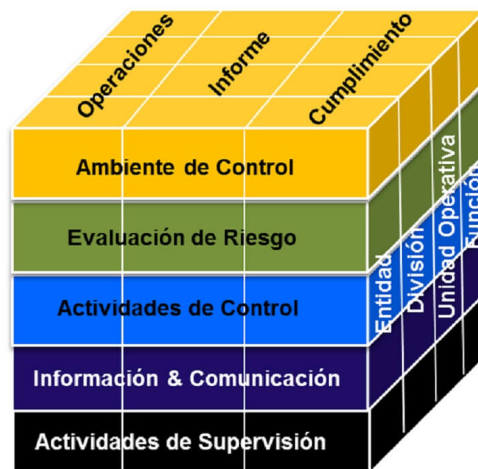 Operaciones
Informe
Cumplimiento
Ambiente de Control
Evaluación de Riesgo
Actividades de Control
Información & Comunicación
Actividades de Supervisión
Entidad
División
Unidad Operativa
Función